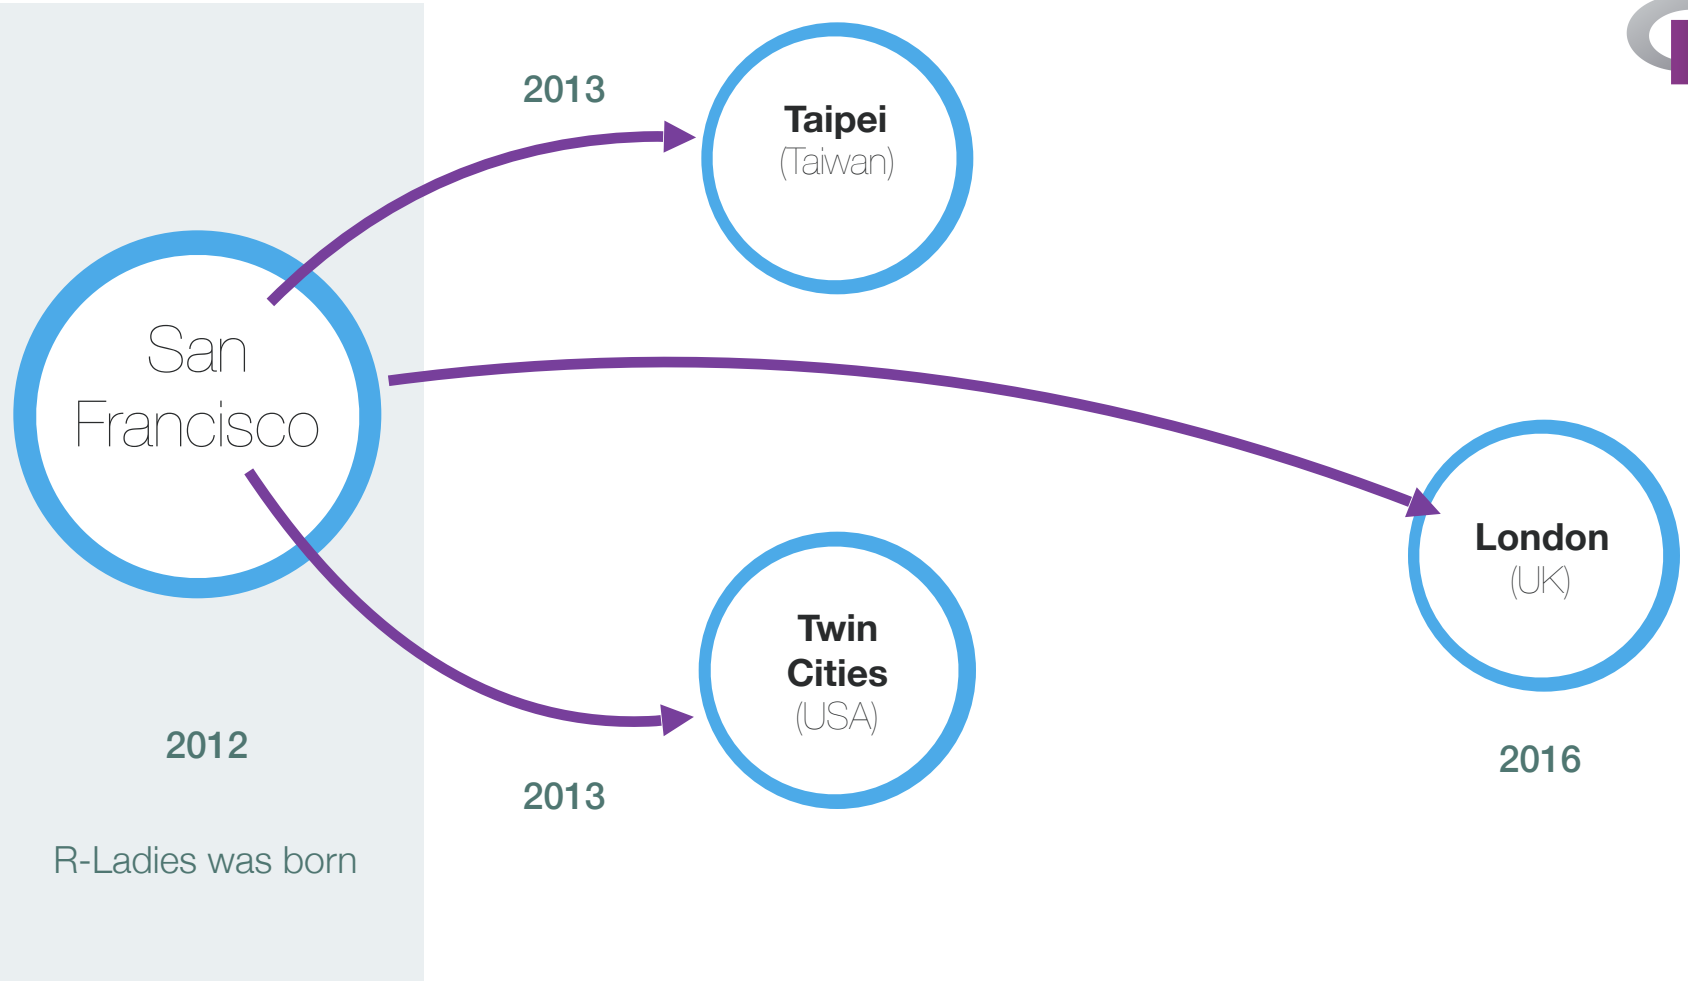 San
Francisco
2012
R-Ladies was born
2013
Taipei
(Taiwan)
2013
Twin
Cities
(USA)
London
(UK)
2016